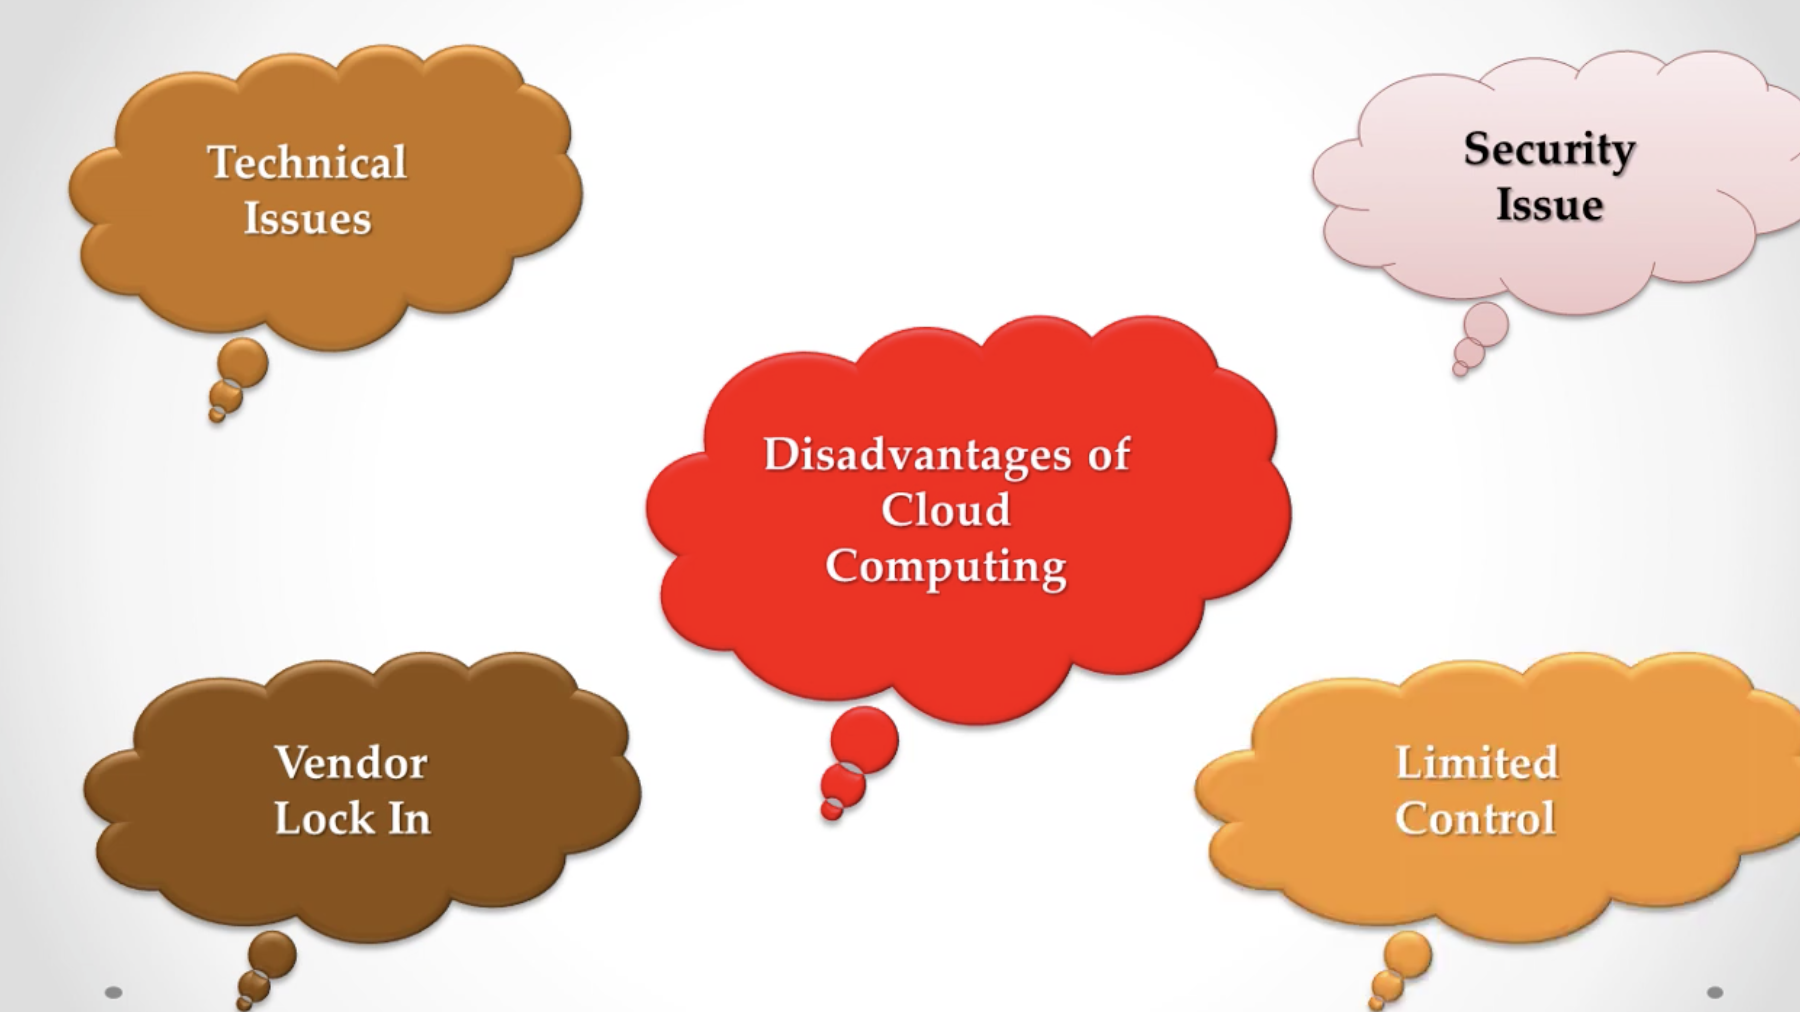 Technical
Issues
Security
Issue
Disadvantages of
Cloud
Computing
Vendor
Lock In
Limited
Control